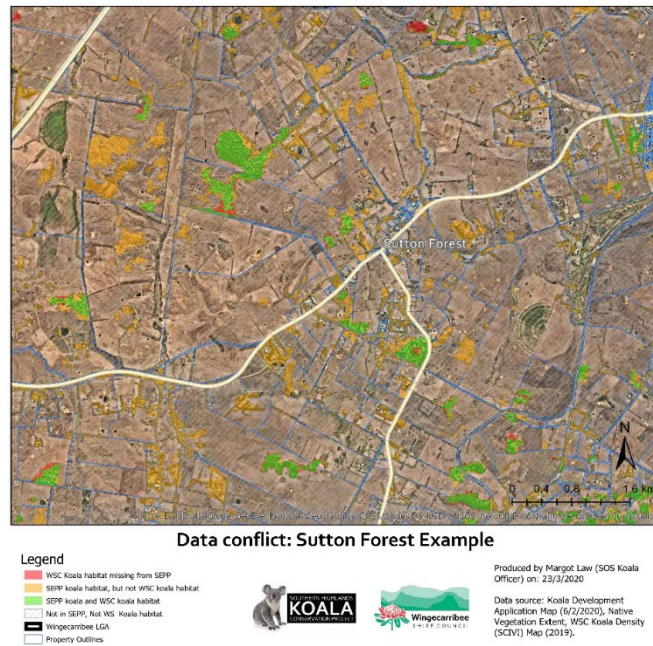 Sutton Forest
N
0 0.4 0.8 1.6 km
Data conflict: Sutton Forest Example
Legend
WSC Koala habitat missing from SEPP
SEPP koala habitat, but not WSC koala habitat
SEPP koala and WSC koala habitat
Not in SEPP, Not WS Koala habitat
Wingecarribee LGA
Property Outlines
SOUTHERN HIGHLANDS
KOALA
CONSERVATION PROJECT
Wingecarribee
SHIRE COUNCIL
Produced by Margot Law (SOS Koala
Officer) on: 23/3/2020
Data source: Koala Development
Application Map (6/2/2020), Native
Vegetation Extent, WSC Koala Density
(SCIVI) Map (2019).